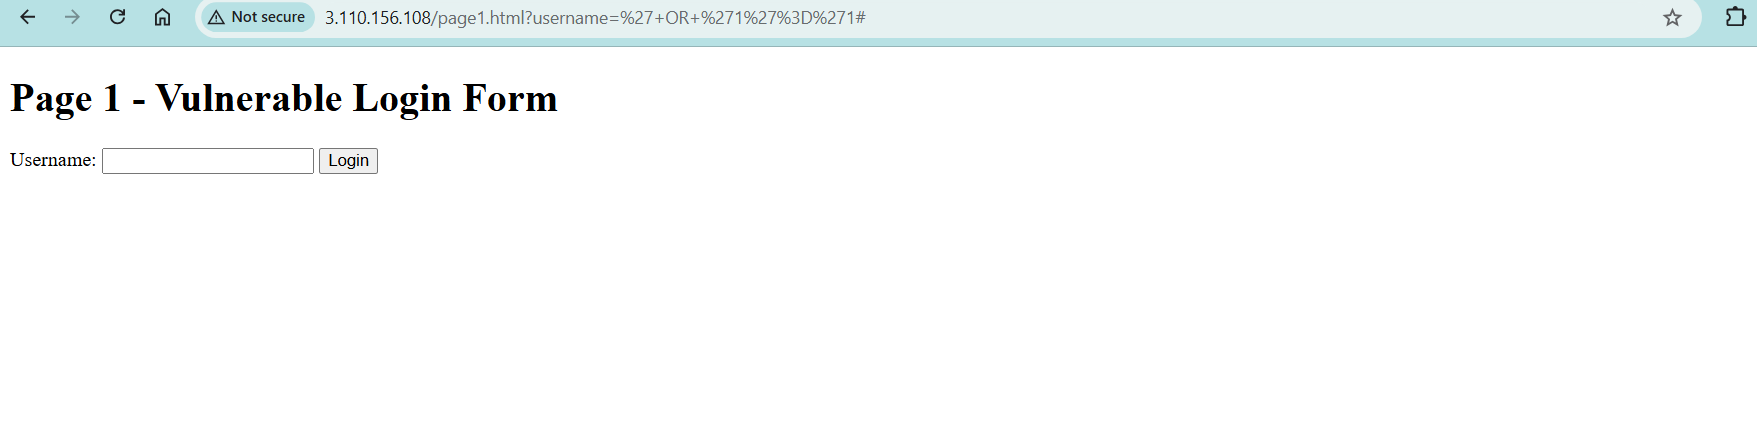 Not secure 3.110.156.108/page1.html?username=%27+OR+%271%27%3D%271#
Page 1 - Vulnerable Login Form
Username: Login